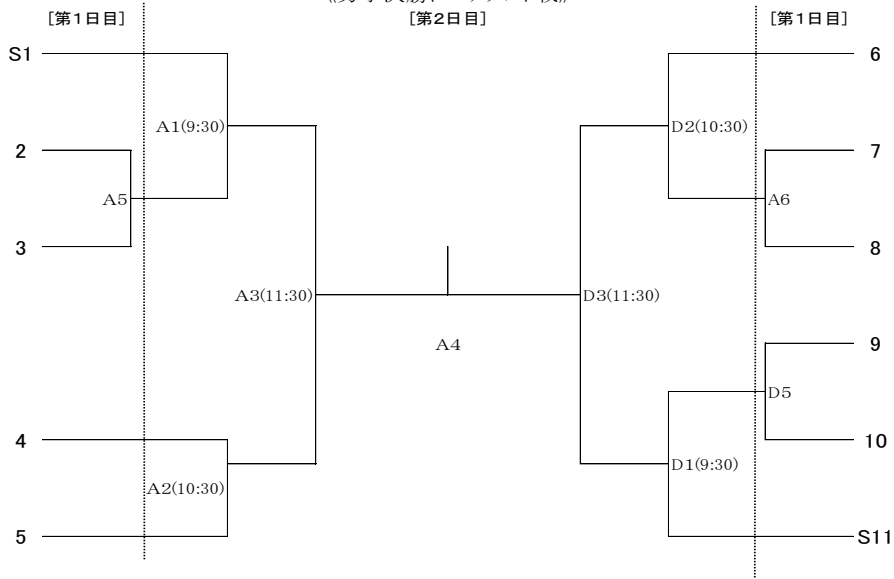 [第1日目] [第2日目] [第1日目]
S1
6
A1(9:30)
D2(10:30)
2
7
A5
A6
3
8
A3(11:30)
D3(11:30)
A4
9
D5
4
10
A2(10:30)
D1(9:30)
5
S11